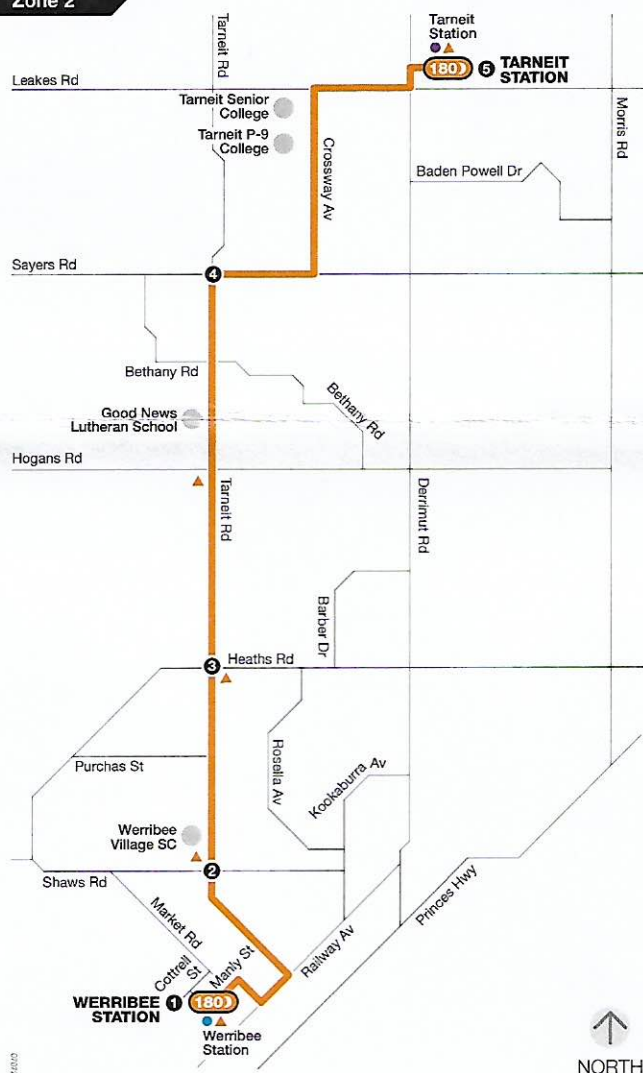 Zone 2
Tarneit Rd
Tarneit
Station
180
5 TARNEIT
STATION
Leakes Rd
Tarneit Senior
College
Tarneit P-9
College
Crossway Av
Morris Rd
Baden Powell Dr
Sayers Rd
4
Bethany Rd
Bethany Rd
Good News
Lutheran School
Hogans Rd
Tarneit Rd
Derrimut Rd
Barber Dr
3
Heaths Rd
Rosella Av
Purchas St
Kookaburra Av
Werribee
Village SC
2
Shaws Rd
Market Rd
Princes Hwy
Railway Av
Manly St
Cottrell
St
WERRIBEE
STATION
1
180
Werribee
Station
NORTH